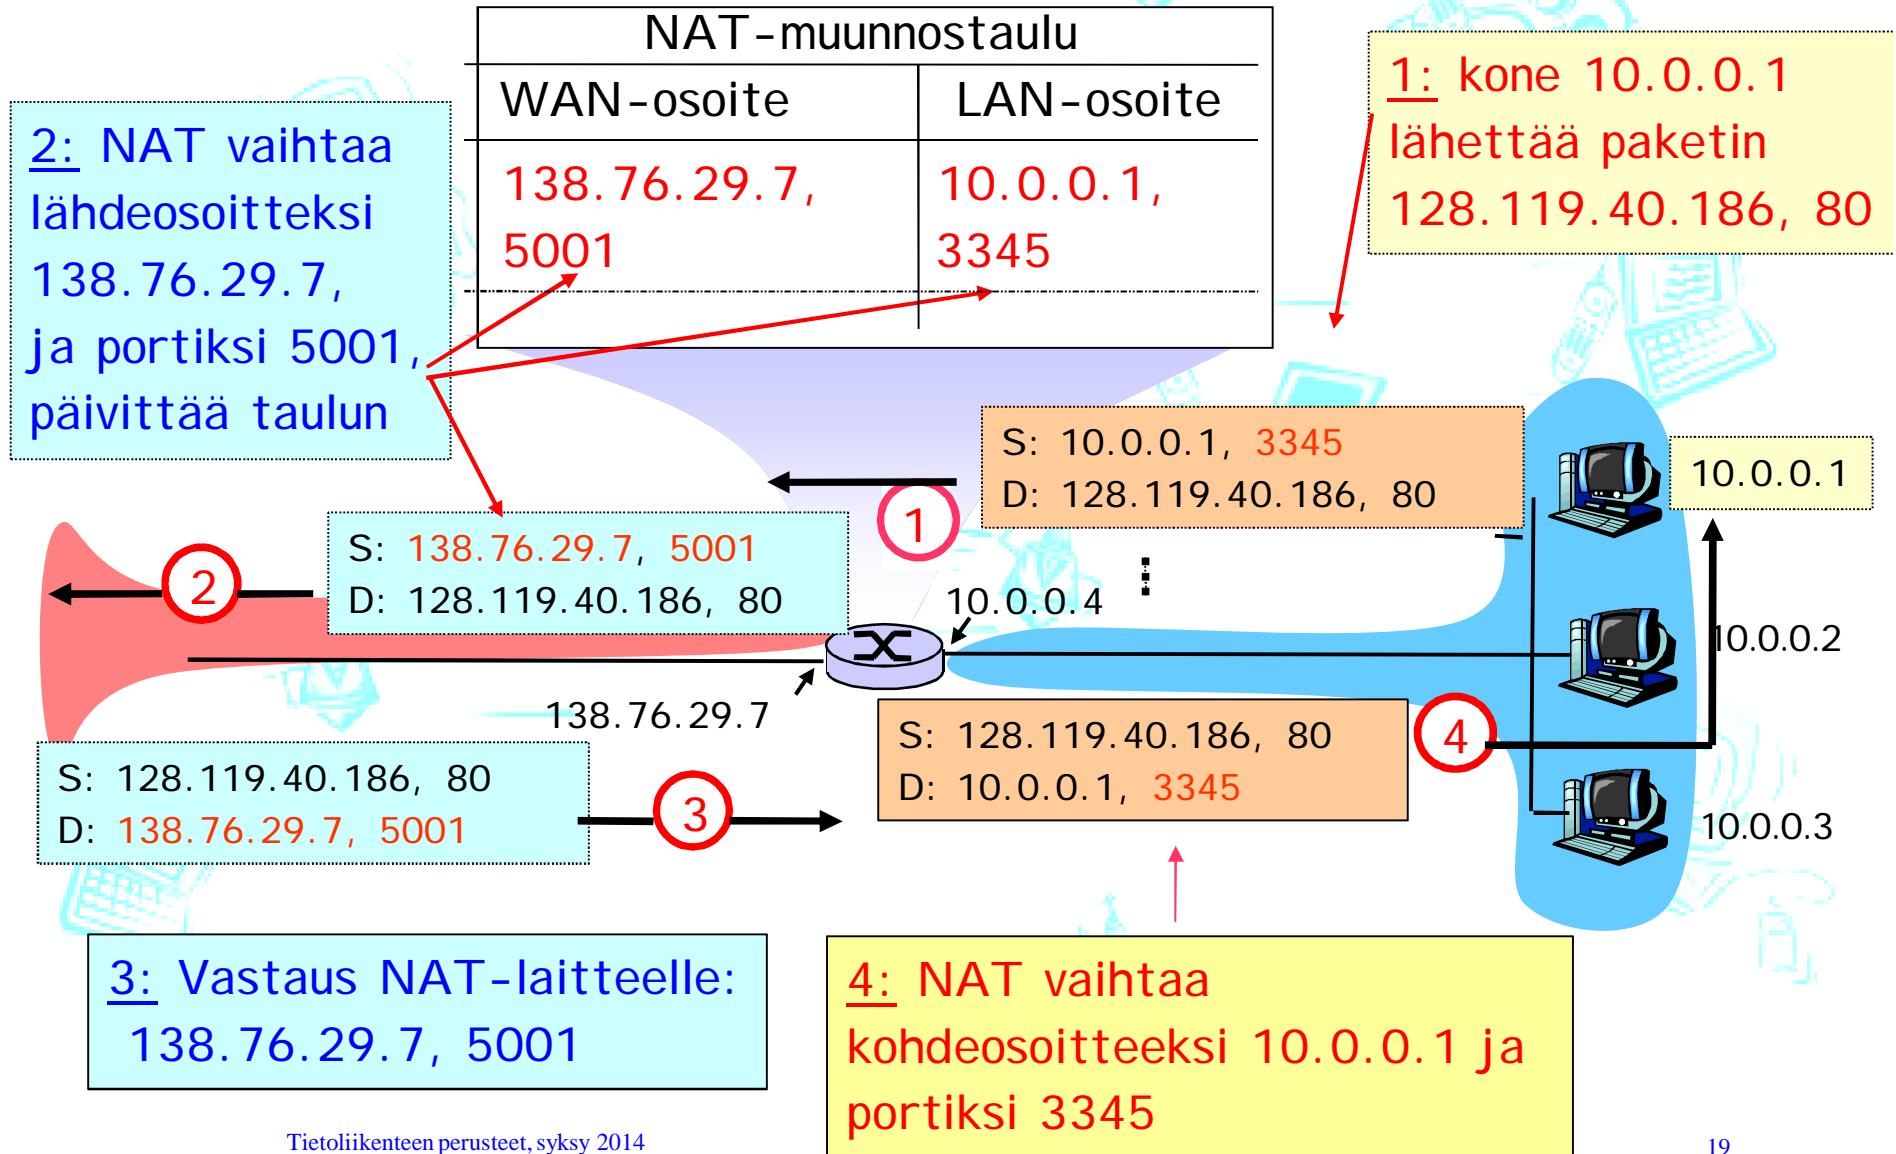 NAT-muunnostaulu
WAN-osoite
LAN-osoite
138.76.29.7,
5001
10.0.0.1,
3345
1: kone 10.0.0.1
lähettää paketin
128.119.40.186, 80
2: NAT vaihtaa
lähdeosoitteksi
138.76.29.7,
ja portiksi 5001,
päivittää taulun
S: 10.0.0.1, 3345
D: 128.119.40.186, 80
1
10.0.0.1
S: 138.76.29.7, 5001
D: 128.119.40.186, 80
2
10.0.0.4
10.0.0.2
138.76.29.7
S: 128.119.40.186, 80
D: 10.0.0.1, 3345
4
S: 128.119.40.186, 80
D: 138.76.29.7, 5001
3
10.0.0.3
3: Vastaus NAT-laitteelle:
138.76.29.7, 5001
4: NAT vaihtaa
kohdeosoitteeksi 10.0.0.1 ja
portiksi 3345
Tietoliikenteen perusteet, syksy 2014
19